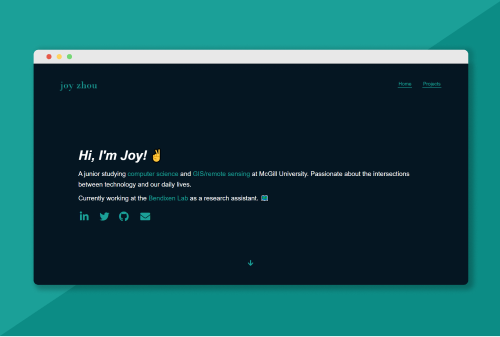 joy zhou
Home Projects
Hi, I'm Joy! ✌️
A junior studying computer science and GIS/remote sensing at McGill University. Passionate about the intersections
between technology and our daily lives.
Currently working at the Bendixen Lab as a research assistant.